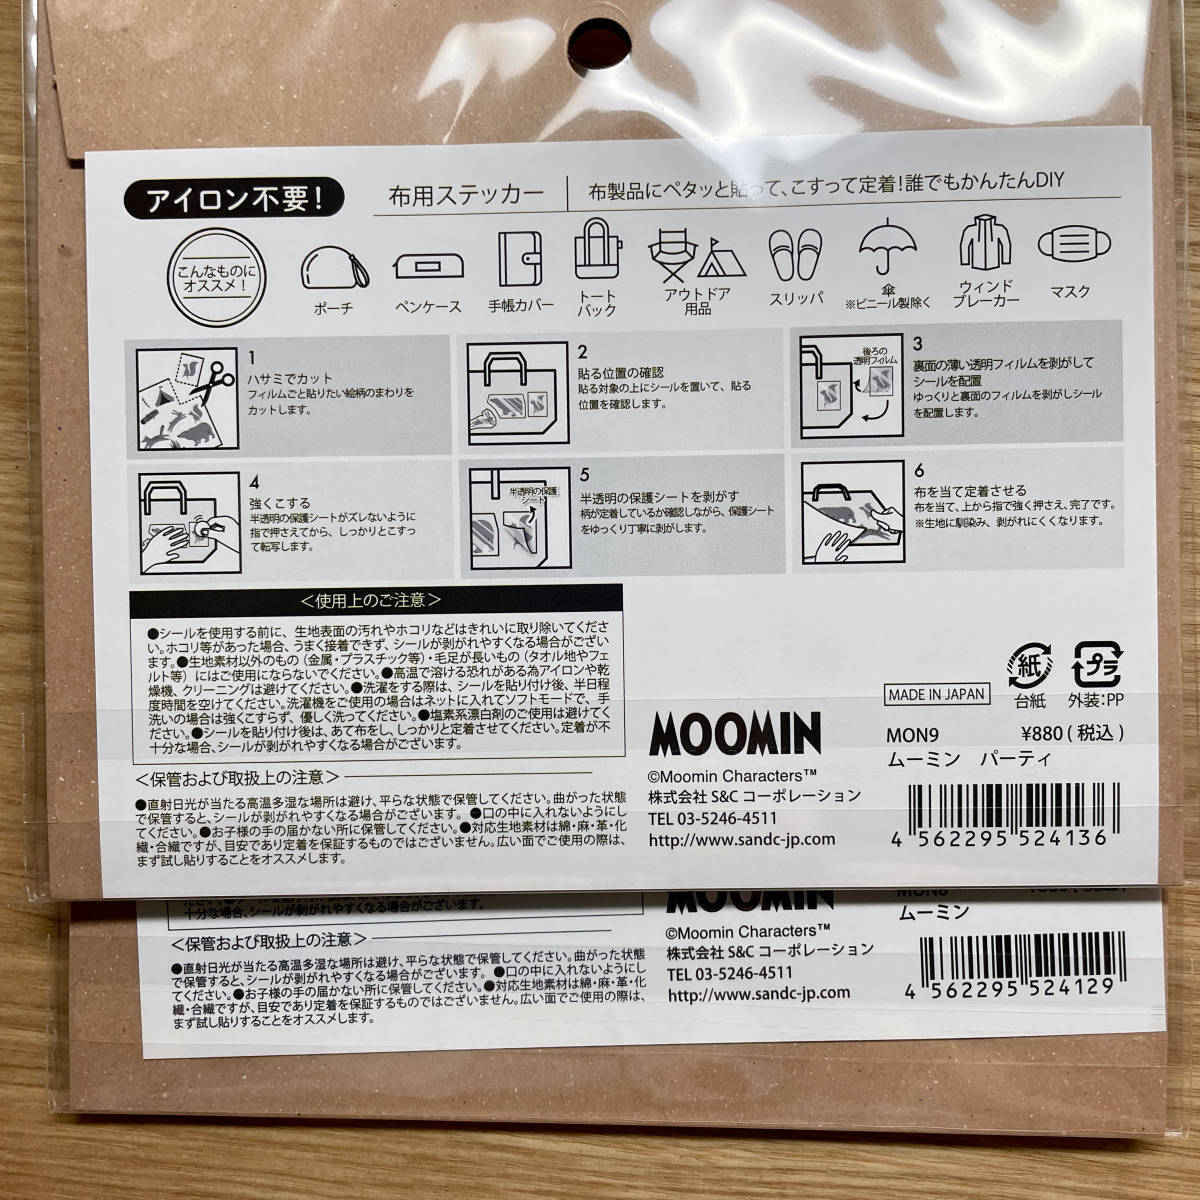 アイロン不要！
布用ステッカー
布製品にペタッと貼って、こすって定着！誰でもかんたんDIY
こんなものに
オススメ！
ポーチ
ペンケース
手帳カバー
トート
バック
アウトドア
用品
スリッパ
傘
※ビニール製除く
ウィンド
ブレーカー
マスク
1
ハサミでカット
フィルムごと貼りたい絵柄のまわりを
カットします。
2
貼る位置の確認
貼る対象の上にシールを置いて、貼る
位置を確認します。
後ろの
透明フィルム
3
裏面の薄い透明フィルムを剥がして
シールを配置
ゆっくりと裏面のフィルムを剥がしシール
を配置します。
4
強くこする
半透明の保護シートがズレないように
指で押さえてから、しっかりとこすっ
て転写します。
半透明の保護
シート
5
半透明の保護シートを剥がす
柄が定着しているか確認しながら、保護シート
をゆっくり丁寧に剥がします。
6
布を当て定着させる
布を当て、上から指で強く押さえ、完了です。
※生地に馴染み、剥がれにくくなります。
＜使用上のご注意＞
●シールを使用する前に、生地表面の汚れやホコリなどはきれいに取り除いてくださ
い。ホコリ等があった場合、うまく接着できず、シールが剥がれやすくなる場合がござい
ます。●生地素材以外のもの（金属・プラスチック等）・毛足が長いもの（タオル地やフェ
ルト等）にはご使用にならないでください。●高温で溶ける恐れがある為アイロンや乾
燥機、クリーニングは避けてください。●洗濯をする際は、シールを貼り付け後、半日程
度時間を空けてください。洗濯機をご使用の場合はネットに入れてソフトモードで、手
洗いの場合は強くこすらず、優しく洗ってください。●塩素系漂白剤のご使用は避けてく
ださい。●シールを貼り付け後は、あて布をし、しっかりと定着させてください。定着が不
十分な場合、シールが剥がれやすくなる場合がございます。
＜保管および取扱上の注意＞
●直射日光が当たる高温多湿な場所は避け、平らな状態で保管してください。曲がった状態
で保管すると、シールが剥がれやすくなる場合がございます。●口の中に入れないようにし
てください。●お子様の手の届かない所に保管してください。●対応生地素材は綿・麻・革・化
繊・合繊ですが、目安であり定着を保証するものではございません。広い面でご使用の際は、
まず試し貼りすることをオススメします。
MOOMIN
©Moomin Characters™
株式会社 S&C コーポレーション
TEL 03-5246-4511
http://www.sandc-jp.com
紙
台紙
プラ
外装：PP
MADE IN JAPAN
MON9
¥880（税込）
ムーミン パーティ
4 562295 524136
十分な場合、シールが剥がれやすくなる場合がございます。
＜保管および取扱上の注意＞
●直射日光が当たる高温多湿な場所は避け、平らな状態で保管してください。曲がった状態
で保管すると、シールが剥がれやすくなる場合がございます。●口の中に入れないようにし
てください。●お子様の手の届かない所に保管してください。●対応生地素材は綿・麻・革・化
繊・合繊ですが、目安であり定着を保証するものではございません。広い面でご使用の際は、
まず試し貼りすることをオススメします。
MOOMIN
©Moomin Characters™
株式会社 S&C コーポレーション
TEL 03-5246-4511
http://www.sandc-jp.com
ムーミン
4 562295 524129